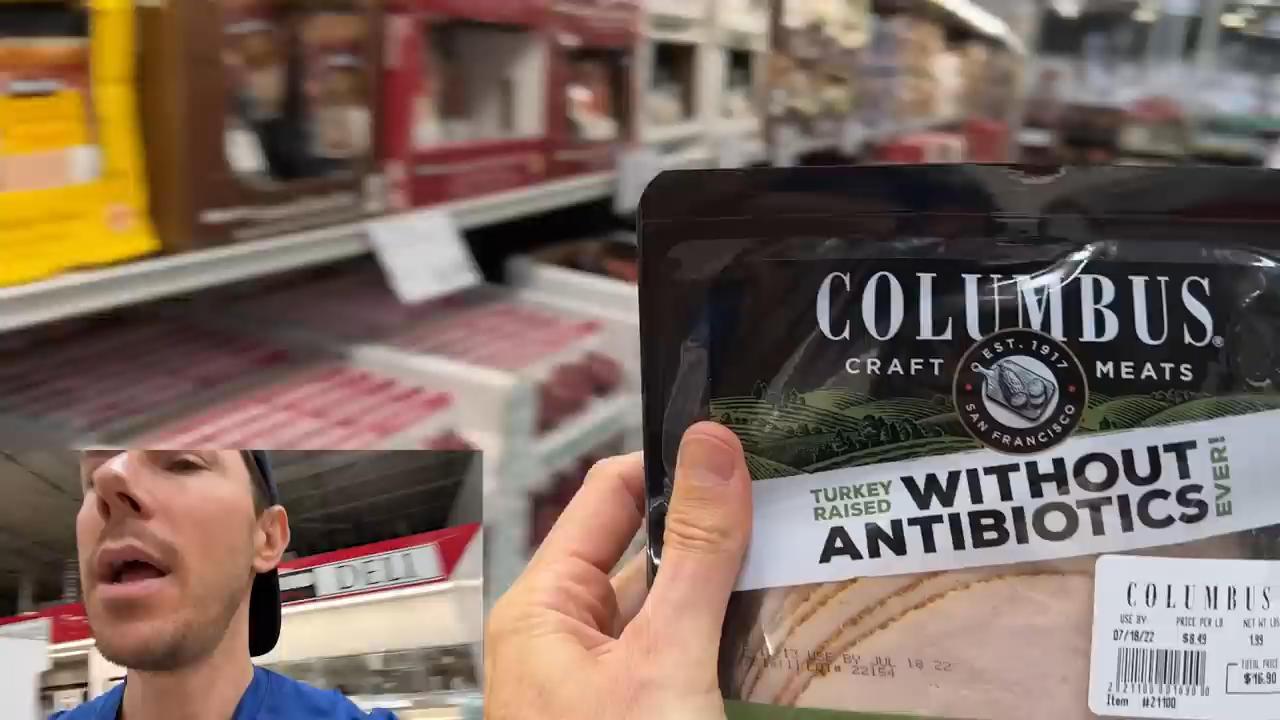 COLUMBUS®
CRAFT MEATS
EST. 1917
SAN FRANCISCO
TURKEY RAISED WITHOUT ANTIBIOTICS EVER!
DELI
USE BY JUL 18 22
LOT# 22154
COLUMBUS
USE BY: PRICE PER LB NET WT LBS
07/18/22 $8.49 1.99
TOTAL PRICE
$16.90
Item #21100